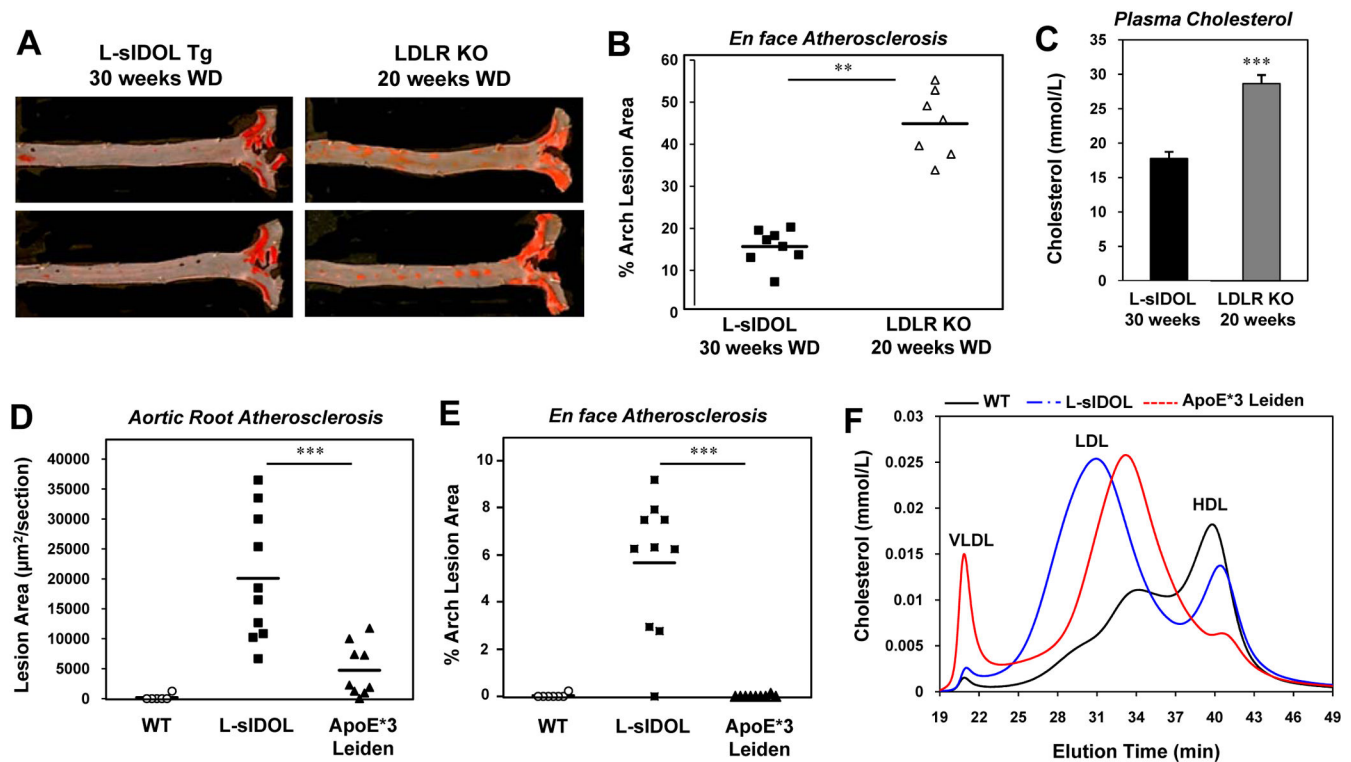 A
L-sIDOL Tg
30 weeks WD
LDLR KO
20 weeks WD
B
En face Atherosclerosis
**
% Arch Lesion Area
60
50
40
30
20
10
0
L-sIDOL
30 weeks WD
LDLR KO
20 weeks WD
C
Plasma Cholesterol
***
Cholesterol (mmol/L)
35
30
25
20
15
10
5
0
L-sIDOL
30 weeks
LDLR KO
20 weeks
D
Aortic Root Atherosclerosis
***
Lesion Area (µm²/section)
40000
35000
30000
25000
20000
15000
10000
5000
0
WT
L-sIDOL
ApoE*3
Leiden
E
En face Atherosclerosis
***
% Arch Lesion Area
10
8
6
4
2
0
WT
L-sIDOL
ApoE*3
Leiden
F
WT
L-sIDOL
ApoE*3 Leiden
Cholesterol (mmol/L)
0.03
0.025
0.02
0.015
0.01
0.005
0
VLDL
LDL
HDL
19 22 25 28 31 34 37 40 43 46 49
Elution Time (min)